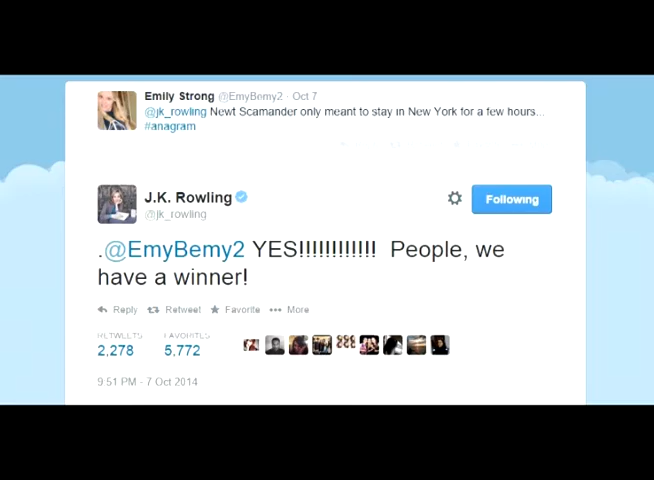 Emily Strong @EmyBemy2 · Oct 7
@jk_rowling Newt Scamander only meant to stay in New York for a few hours...
#anagram
J.K. Rowling
@jk_rowling
Following
.@EmyBemy2 YES!!!!!!!!!!!! People, we
have a winner!
Reply Retweet Favorite More
RETWEETS FAVORITES
2,278 5,772
9:51 PM - 7 Oct 2014